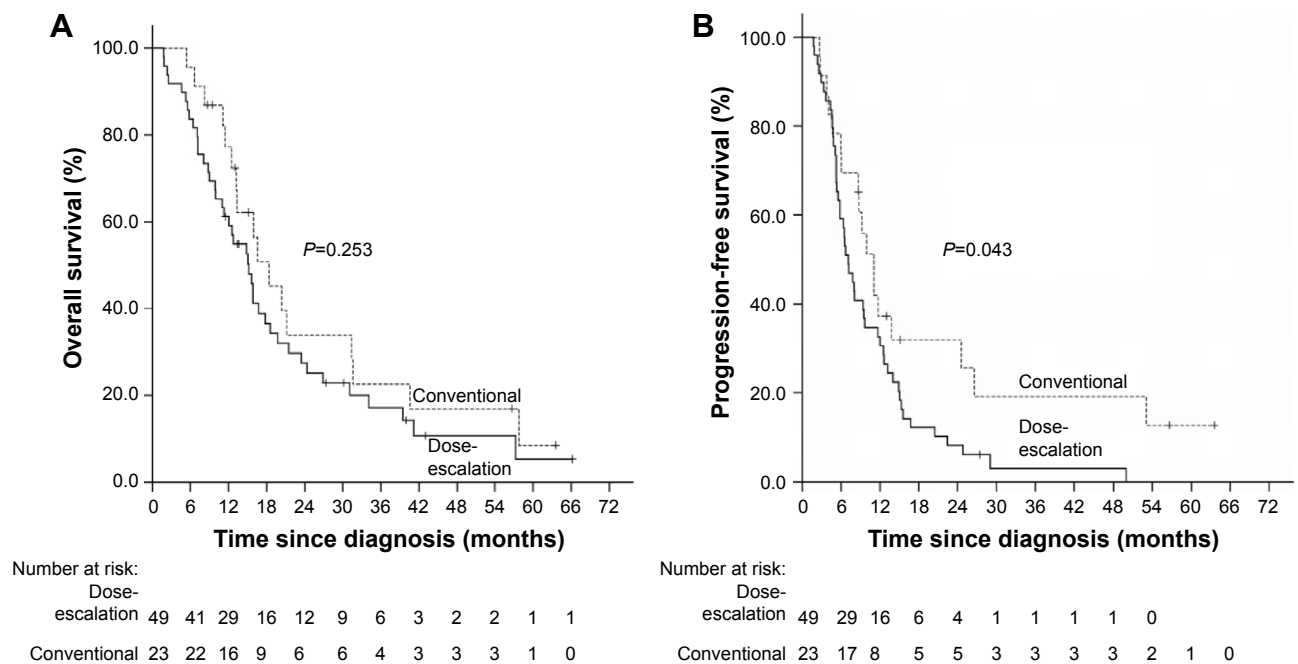 A
100.0
80.0
60.0
40.0
20.0
0.0
Overall survival (%)
P=0.253
Conventional
Dose-
escalation
0 6 12 18 24 30 36 42 48 54 60 66 72
Time since diagnosis (months)
Number at risk:
Dose-
escalation 49 41 29 16 12 9 6 3 2 2 1 1
Conventional 23 22 16 9 6 6 4 3 3 3 1 0
B
100.0
80.0
60.0
40.0
20.0
0.0
Progression-free survival (%)
P=0.043
Conventional
Dose-
escalation
0 6 12 18 24 30 36 42 48 54 60 66 72
Time since diagnosis (months)
Number at risk:
Dose-
escalation 49 29 16 6 4 1 1 1 1 0
Conventional 23 17 8 5 5 3 3 3 3 2 1 0